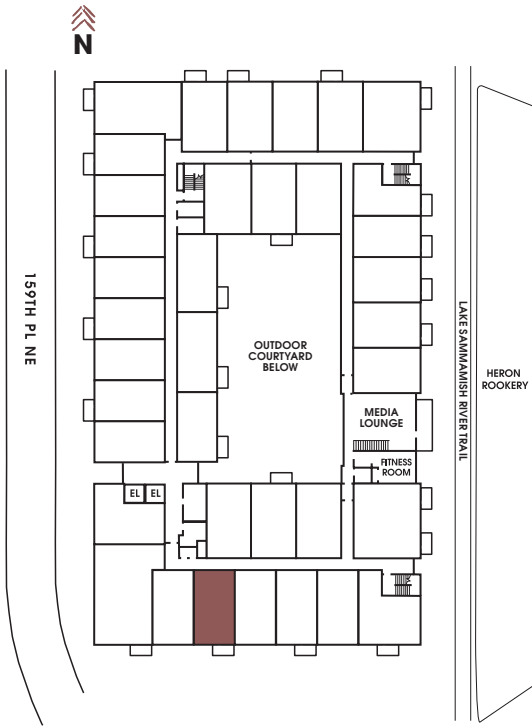 N
159TH PL NE
OUTDOOR
COURTYARD
BELOW
MEDIA
LOUNGE
FITNESS
ROOM
EL
EL
LAKE SAMMAMISH RIVER TRAIL
HERON
ROOKERY